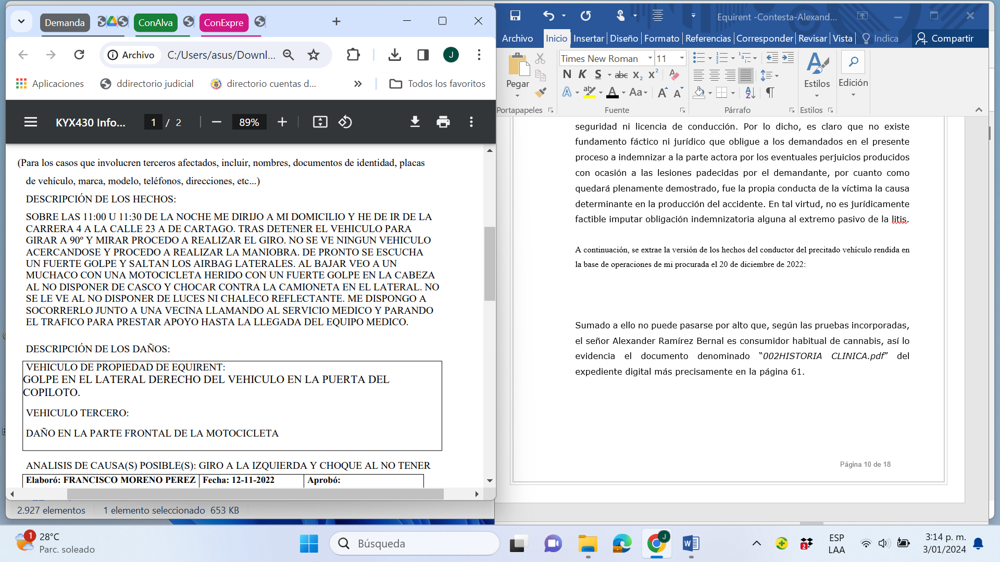 Demanda
ConAlva
ConExpre
Archivo
C:/Users/asus/Downl...
J
Aplicaciones
ddirectorio judicial
directorio cuentas d...
Todos los favoritos
KYX430 Info...
1 / 2
89%
(Para los casos que involucren terceros afectados, incluir, nombres, documentos de identidad, placas
de vehículo, marca, modelo, teléfonos, direcciones, etc...)
DESCRIPCIÓN DE LOS HECHOS:
SOBRE LAS 11:00 U 11:30 DE LA NOCHE ME DIRIJO A MI DOMICILIO Y HE DE IR DE LA
CARRERA 4 A LA CALLE 23 A DE CARTAGO. TRAS DETENER EL VEHICULO PARA
GIRAR A 90º Y MIRAR PROCEDO A REALIZAR EL GIRO. NO SE VE NINGUN VEHICULO
ACERCANDOSE Y PROCEDO A REALIZAR LA MANIOBRA. DE PRONTO SE ESCUCHA
UN FUERTE GOLPE Y SALTAN LOS AIRBAG LATERALES. AL BAJAR VEO A UN
MUCHACO CON UNA MOTOCICLETA HERIDO CON UN FUERTE GOLPE EN LA CABEZA
AL NO DISPONER DE CASCO Y CHOCAR CONTRA LA CAMIONETA EN EL LATERAL. NO
SE LE VE AL NO DISPONER DE LUCES NI CHALECO REFLECTANTE. ME DISPONGO A
SOCORRERLO JUNTO A UNA VECINA LLAMANDO AL SERVICIO MEDICO Y PARANDO
EL TRAFICO PARA PRESTAR APOYO HASTA LA LLEGADA DEL EQUIPO MEDICO.
DESCRIPCIÓN DE LOS DAÑOS:
VEHICULO DE PROPIEDAD DE EQUIRENT:
GOLPE EN EL LATERAL DERECHO DEL VEHICULO EN LA PUERTA DEL
COPILOTO.
VEHICULO TERCERO:
DAÑO EN LA PARTE FRONTAL DE LA MOTOCICLETA
ANALISIS DE CAUSA(S) POSIBLE(S): GIRO A LA IZQUIERDA Y CHOQUE AL NO TENER
Elaboró: FRANCISCO MORENO PEREZ Fecha: 12-11-2022 Aprobó:
2.927 elementos 1 elemento seleccionado 653 KB
Equirent -Contesta-Alexand...
Archivo Inicio Insertar Diseño Formato Referencias Corresponder Revisar Vista Indica Compartir
Times New Roman 11
Pegar
N K S abc X₂ X²
A ab A Aa A A
Estilos
Edición
Portapapeles Fuente Párrafo Estilos
seguridad ni licencia de conducción. Por lo dicho, es claro que no existe
fundamento fáctico ni jurídico que obligue a los demandados en el presente
proceso a indemnizar a la parte actora por los eventuales perjuicios producidos
con ocasión a las lesiones padecidas por el demandante, por cuanto como
quedará plenamente demostrado, fue la propia conducta de la víctima la causa
determinante en la producción del accidente. En tal virtud, no es jurídicamente
factible imputar obligación indemnizatoria alguna al extremo pasivo de la litis.
A continuación, se extrae la versión de los hechos del conductor del precitado vehículo rendida en
la base de operaciones de mi procurada el 20 de diciembre de 2022:
Sumado a ello no puede pasarse por alto que, según las pruebas incorporadas,
el señor Alexander Ramírez Bernal es consumidor habitual de cannabis, así lo
evidencia el documento denominado “002HISTORIA CLINICA.pdf” del
expediente digital más precisamente en la página 61.
Página 10 de 18
1
28°C
Parc. soleado
Búsqueda
J
2
ESP
LAA
3:14 p. m.
3/01/2024